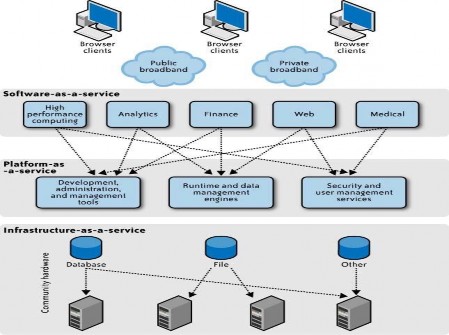 Browser
clients
Browser
clients
Browser
clients
Public
broadband
Private
broadband
Software-as-a-service
High
performance
computing
Analytics
Finance
Web
Medical
Platform-as
-a-service
Development,
administration,
and management
tools
Runtime and data
management
engines
Security and
user management
services
Infrastructure-as-a-service
Community hardware
Database
File
Other